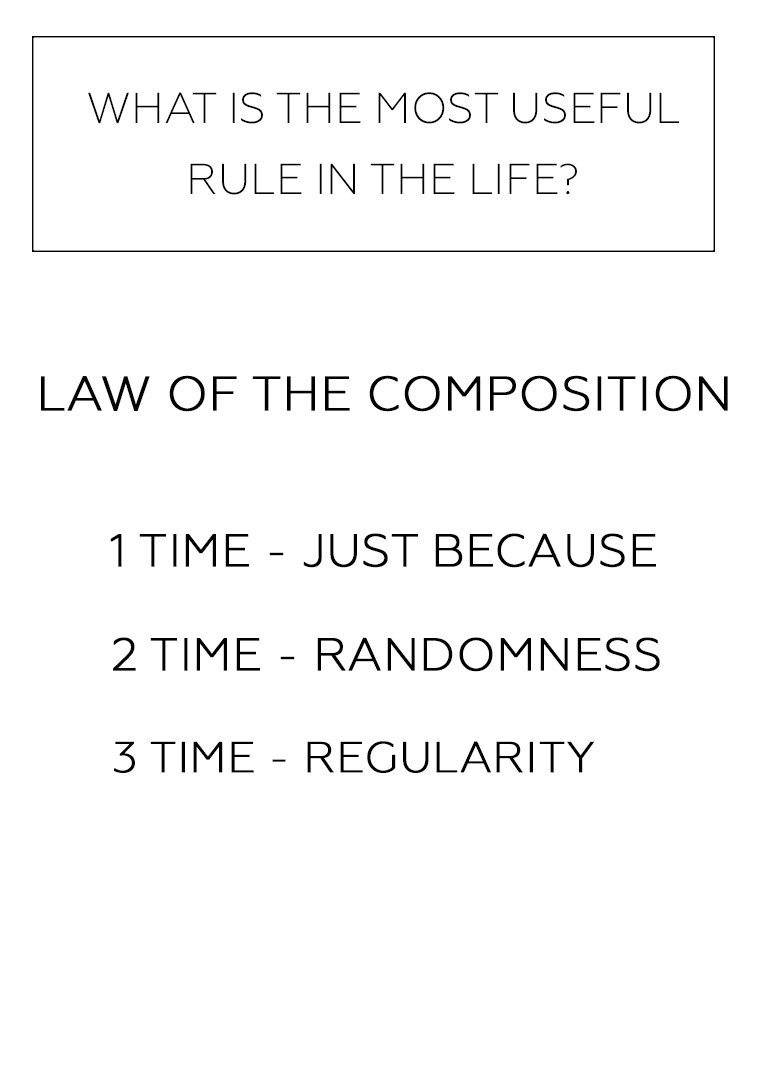 WHAT IS THE MOST USEFUL
RULE IN THE LIFE?
LAW OF THE COMPOSITION
1 TIME - JUST BECAUSE
2 TIME - RANDOMNESS
3 TIME - REGULARITY